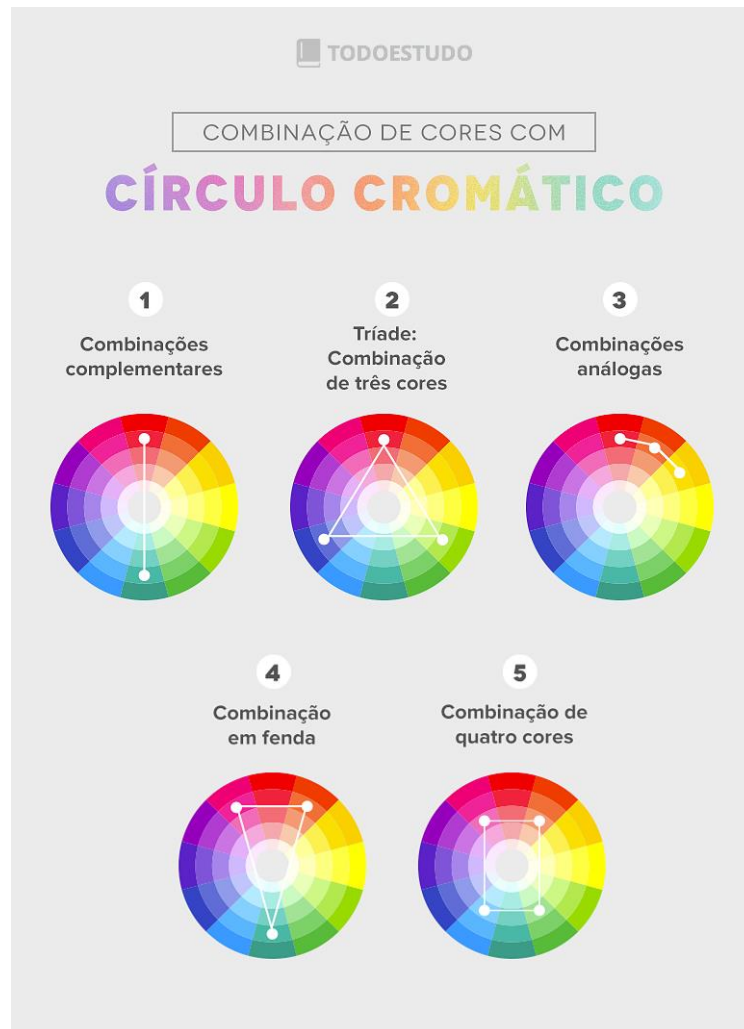 TODOESTUDO
COMBINAÇÃO DE CORES COM
CÍRCULO CROMÁTICO
1
Combinações
complementares
2
Tríade:
Combinação
de três cores
3
Combinações
análogas
4
Combinação
em fenda
5
Combinação de
quatro cores